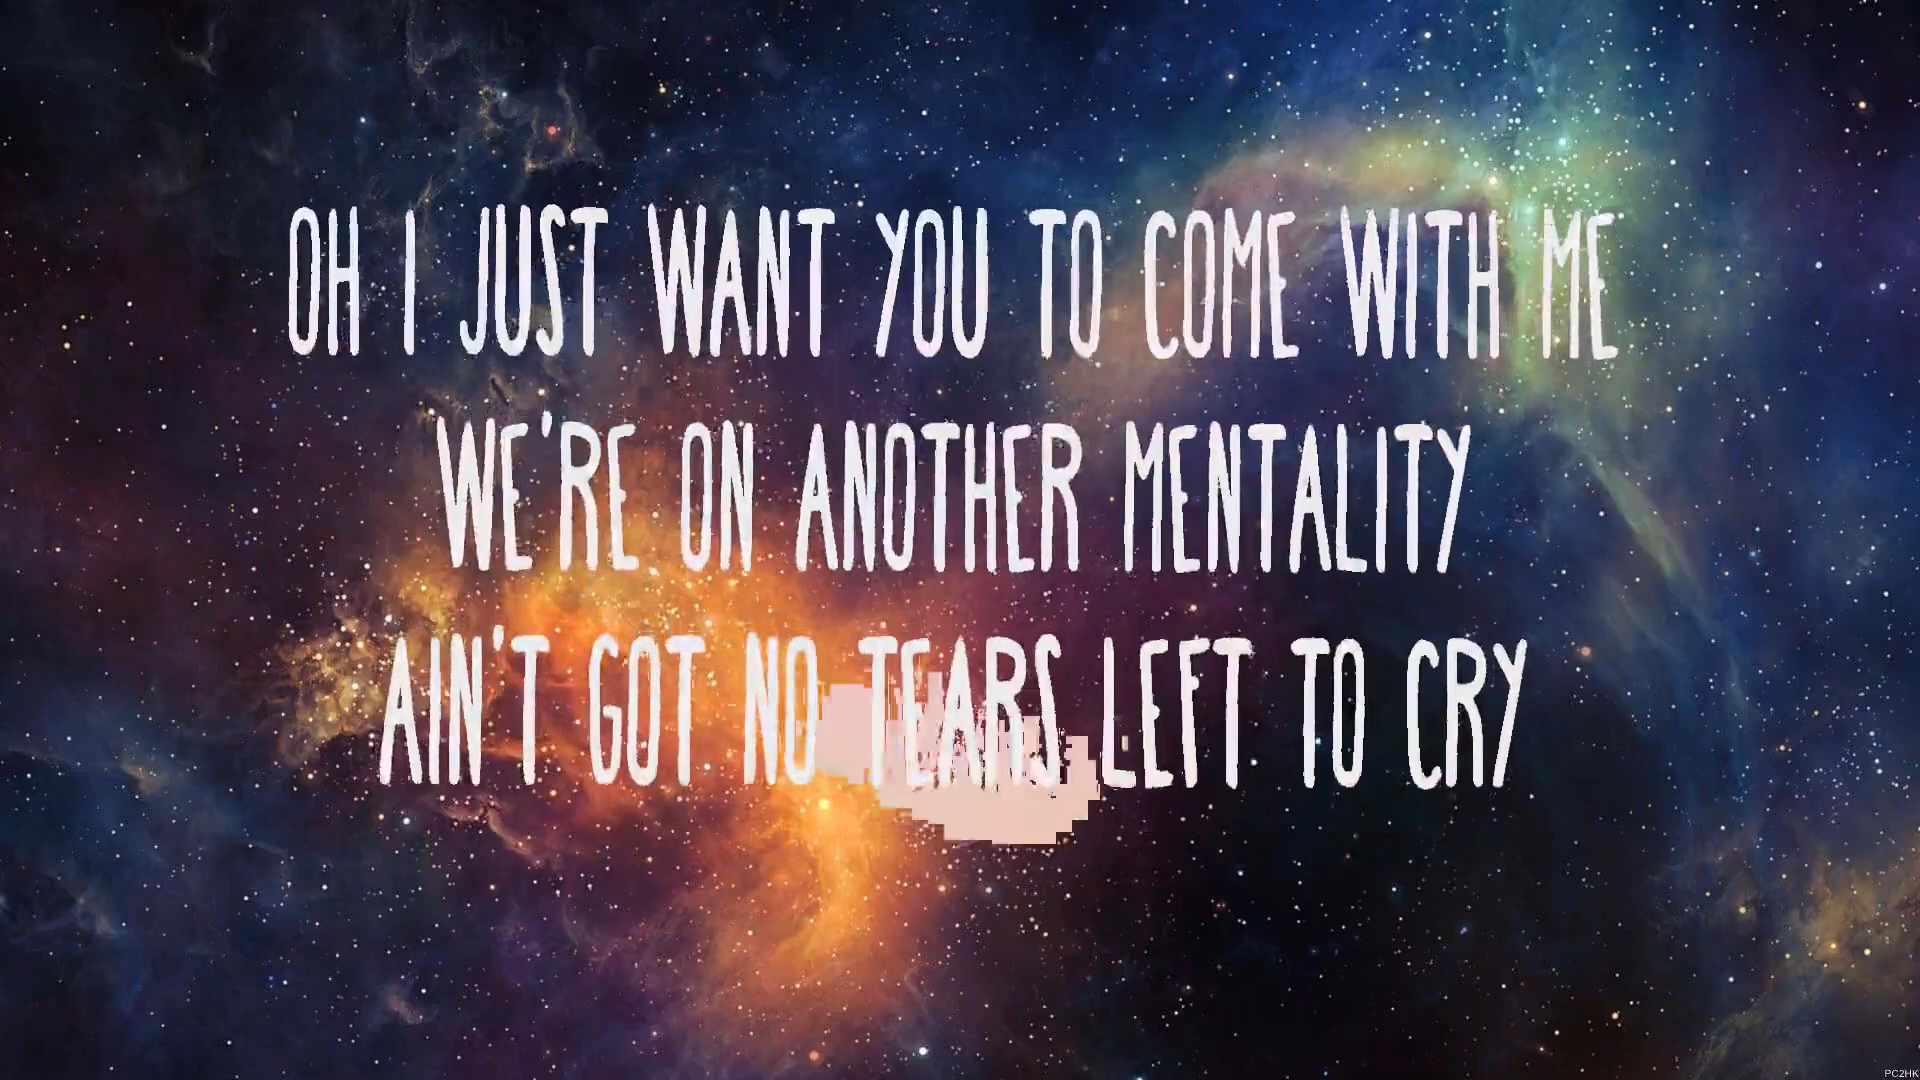 OH I JUST WANT YOU TO COME WITH ME
WE'RE ON ANOTHER MENTALITY
AIN'T GOT NO TEARS LEFT TO CRY
PC2HK